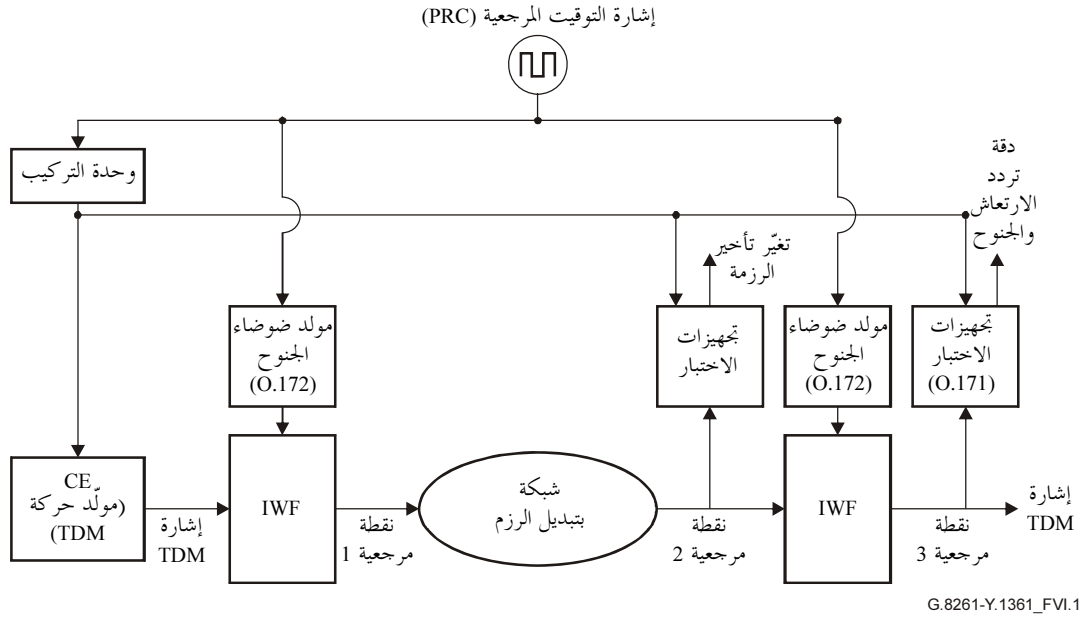 إشارة التوقيت المرجعية (PRC)
وحدة التركيب
دقة
تردد
الارتعاش
والجنوح
تغيّر تأخير
الرزمة
مولد ضوضاء
الجنوح
(O.172)
تجهيزات
الاختبار
مولد ضوضاء
الجنوح
(O.172)
تجهيزات
الاختبار
(O.171)
CE
(مولّد حركة
TDM)
إشارة
TDM
IWF
نقطة
مرجعية 1
شبكة
بتبديل الرزم
نقطة
مرجعية 2
IWF
نقطة
مرجعية 3
إشارة
TDM
G.8261-Y.1361_FVI.1